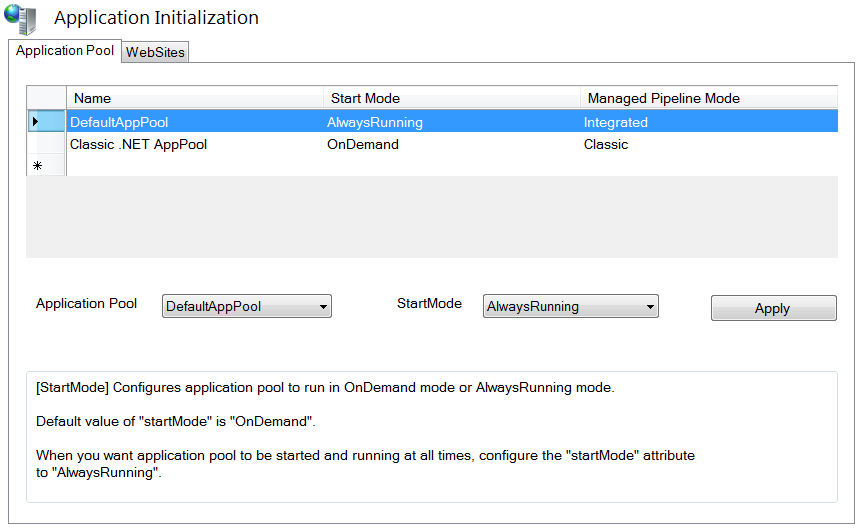 Application Initialization
Application Pool WebSites
Name Start Mode Managed Pipeline Mode
DefaultAppPool AlwaysRunning Integrated
Classic .NET AppPool OnDemand Classic
*
Application Pool DefaultAppPool StartMode AlwaysRunning Apply
[StartMode] Configures application pool to run in OnDemand mode or AlwaysRunning mode.
Default value of "startMode" is "OnDemand".
When you want application pool to be started and running at all times, configure the "startMode" attribute
to "AlwaysRunning".